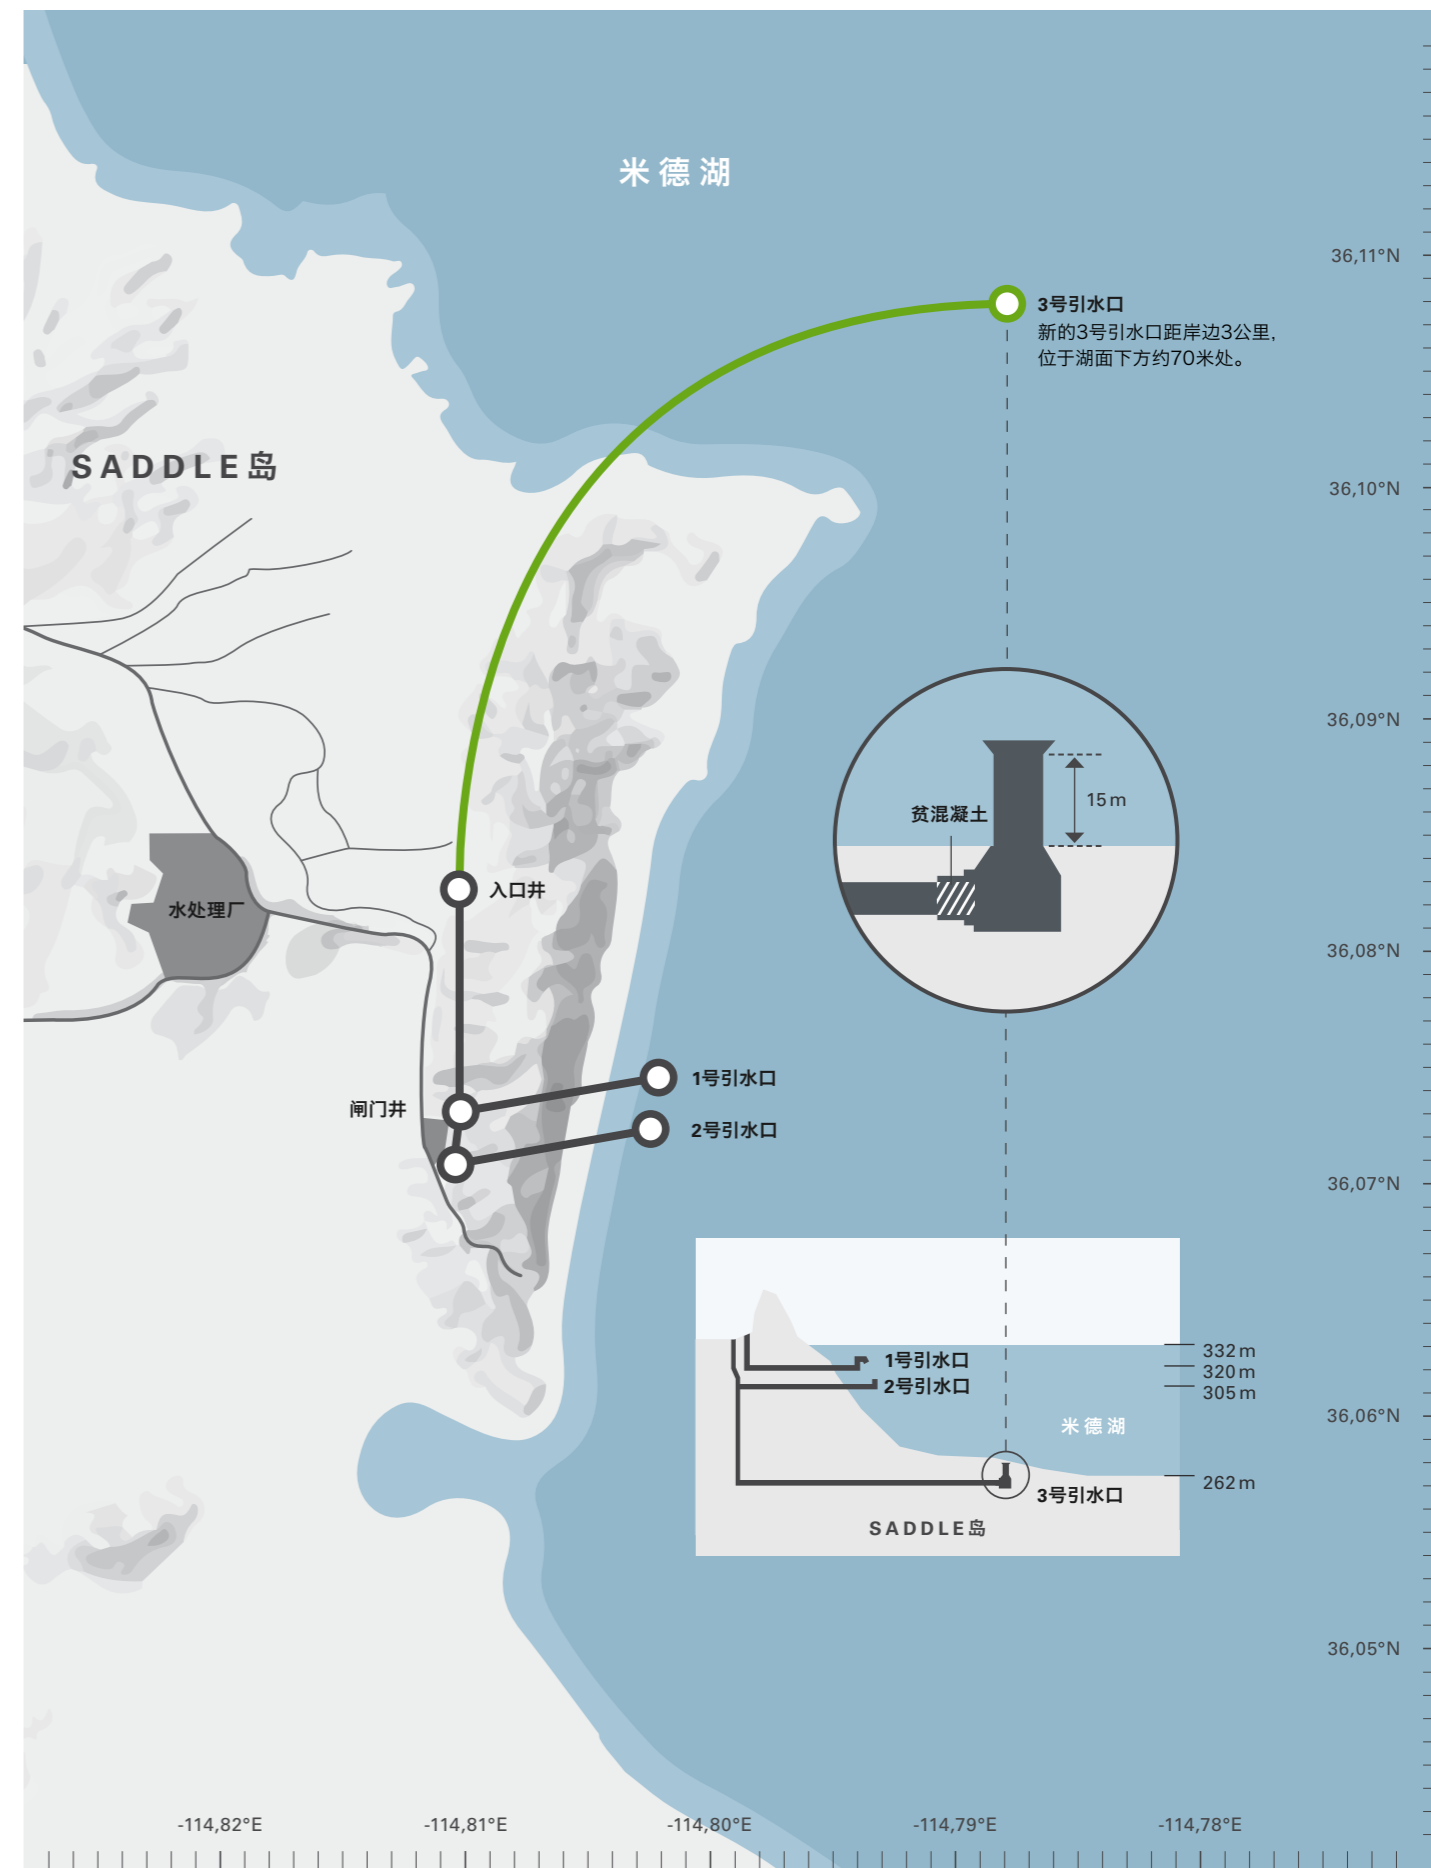 米德湖
36,11°N
3号引水口
新的3号引水口距岸边3公里,
位于湖面下方约70米处。
SADDLE岛
36,10°N
36,09°N
15 m
贫混凝土
入口井
水处理厂
36,08°N
1号引水口
闸门井
2号引水口
36,07°N
332 m
1号引水口
320 m
2号引水口
305 m
36,06°N
米德湖
262 m
3号引水口
SADDLE岛
36,05°N
-114,82°E
-114,81°E
-114,80°E
-114,79°E
-114,78°E